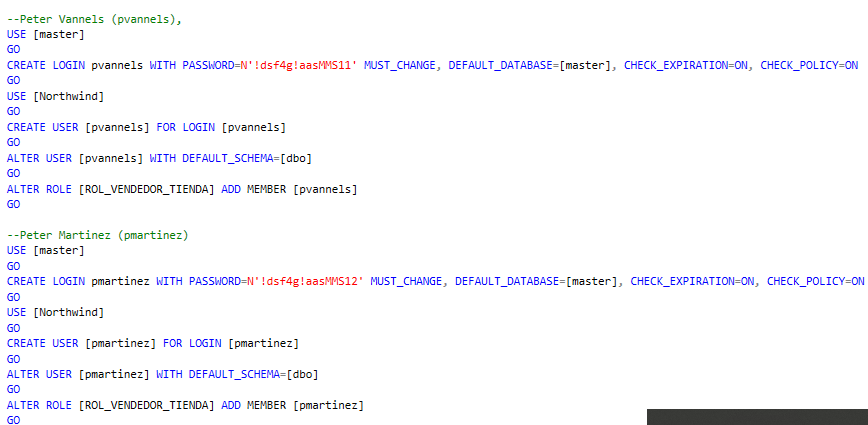 --Peter Vannels (pvannels),
USE [master]
GO
CREATE LOGIN pvannels WITH PASSWORD=N'!dsf4g!aasMMS11' MUST_CHANGE, DEFAULT_DATABASE=[master], CHECK_EXPIRATION=ON, CHECK_POLICY=ON
GO
USE [Northwind]
GO
CREATE USER [pvannels] FOR LOGIN [pvannels]
GO
ALTER USER [pvannels] WITH DEFAULT_SCHEMA=[dbo]
GO
ALTER ROLE [ROL_VENDEDOR_TIENDA] ADD MEMBER [pvannels]
GO
--Peter Martinez (pmartinez)
USE [master]
GO
CREATE LOGIN pmartinez WITH PASSWORD=N'!dsf4g!aasMMS12' MUST_CHANGE, DEFAULT_DATABASE=[master], CHECK_EXPIRATION=ON, CHECK_POLICY=ON
GO
USE [Northwind]
GO
CREATE USER [pmartinez] FOR LOGIN [pmartinez]
GO
ALTER USER [pmartinez] WITH DEFAULT_SCHEMA=[dbo]
GO
ALTER ROLE [ROL_VENDEDOR_TIENDA] ADD MEMBER [pmartinez]
GO